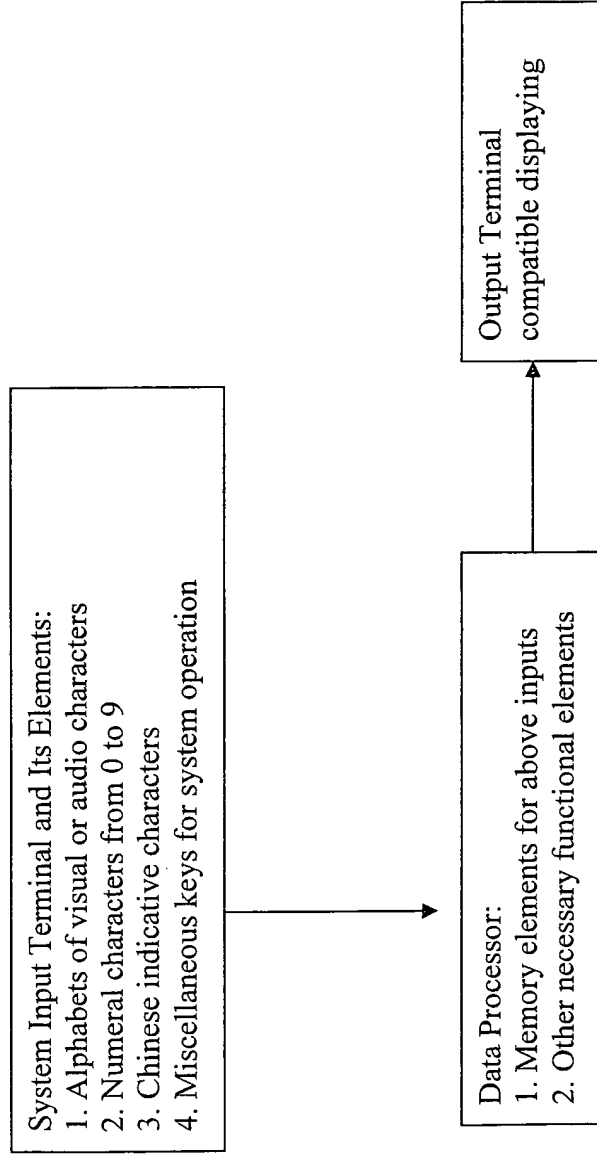 System Input Terminal and Its Elements:
1. Alphabets of visual or audio characters
2. Numeral characters from 0 to 9
3. Chinese indicative characters
4. Miscellaneous keys for system operation
Data Processor:
1. Memory elements for above inputs
2. Other necessary functional elements
Output Terminal
compatible displaying